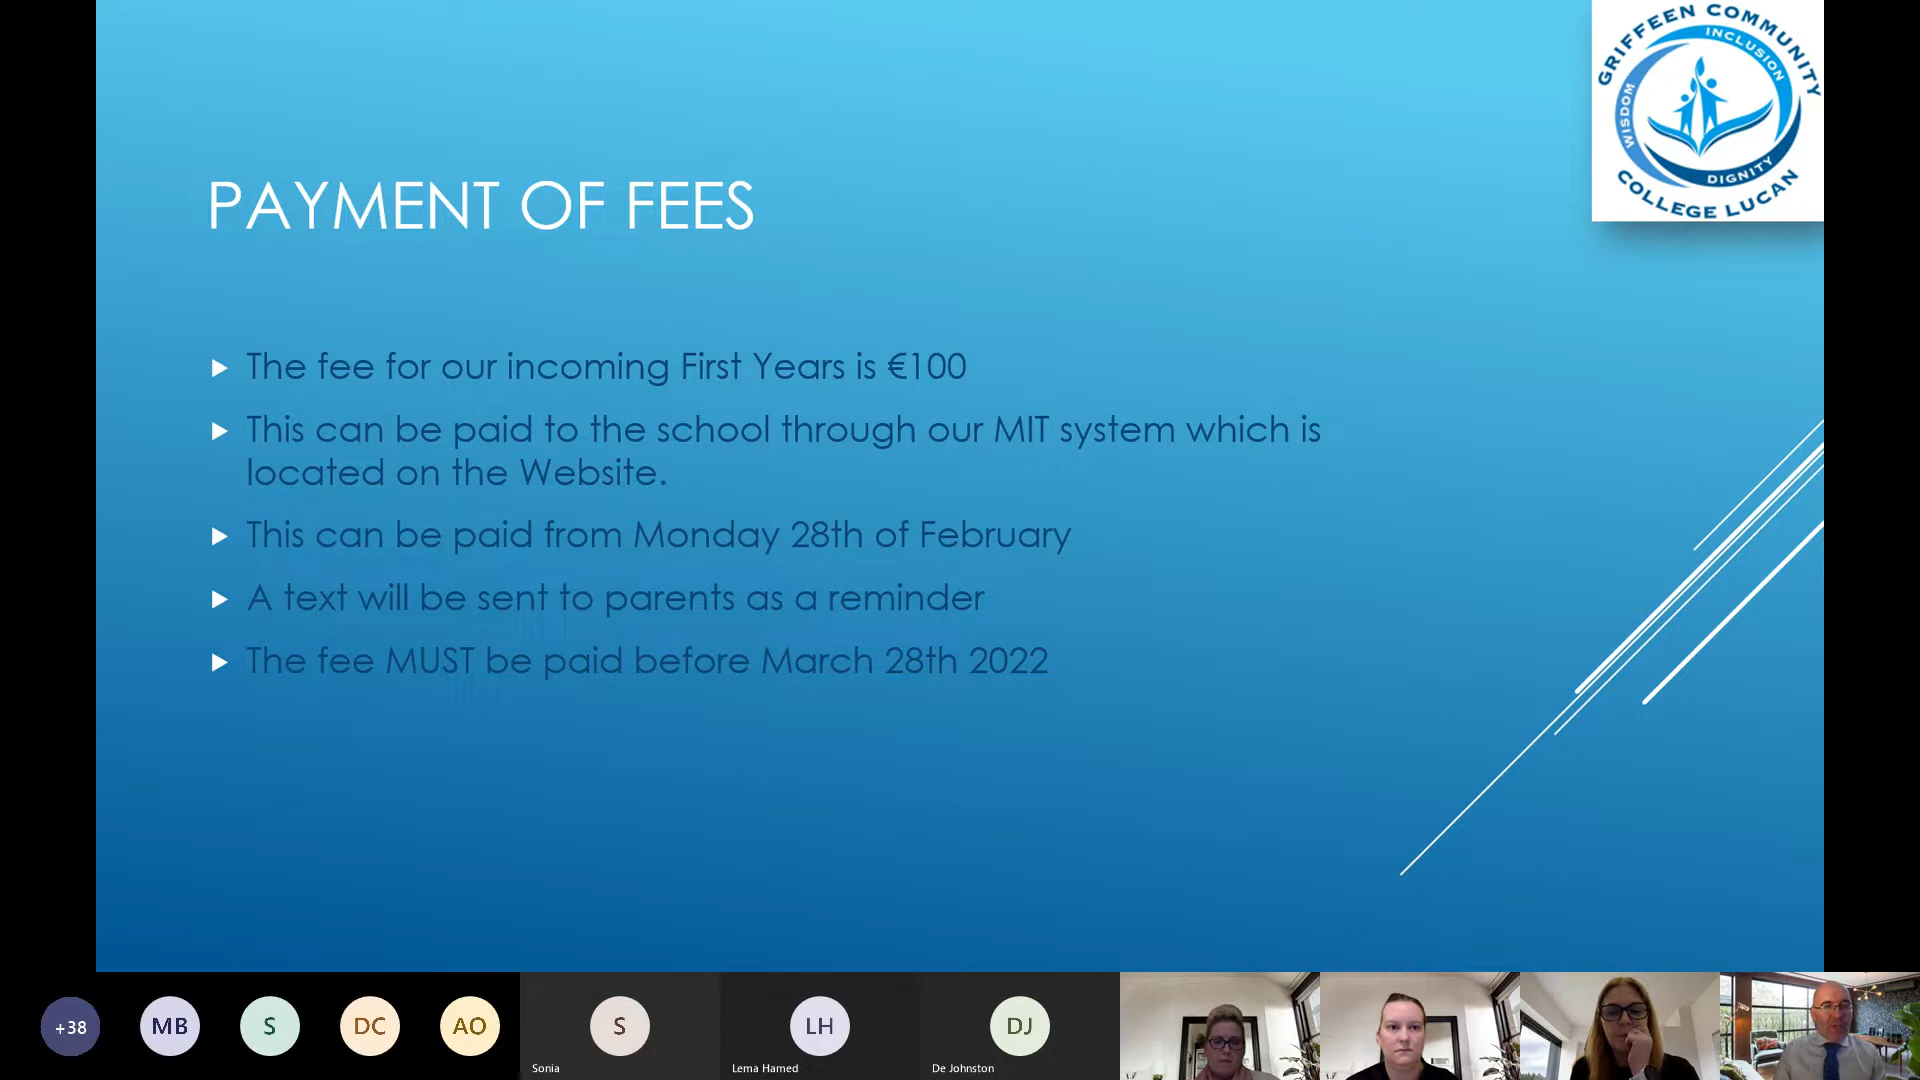 GRIFFEEN COMMUNITY
INCLUSION
WISDOM
DIGNITY
COLLEGE LUCAN
PAYMENT OF FEES
The fee for our incoming First Years is €100
This can be paid to the school through our MIT system which is
located on the Website.
This can be paid from Monday 28th of February
A text will be sent to parents as a reminder
The fee MUST be paid before March 28th 2022
+38
MB
S
DC
AO
S
LH
DJ
Sonia
Lema Hamed
De Johnston